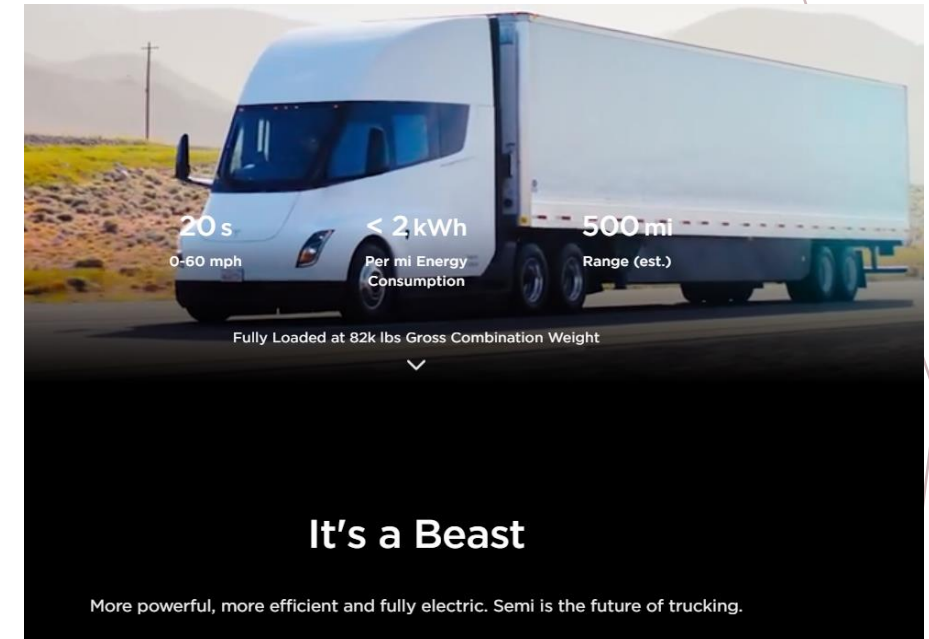 20 s
< 2 kWh
500 mi
0-60 mph
Per mi Energy
Consumption
Range (est.)
Fully Loaded at 82k lbs Gross Combination Weight
It's a Beast
More powerful, more efficient and fully electric. Semi is the future of trucking.